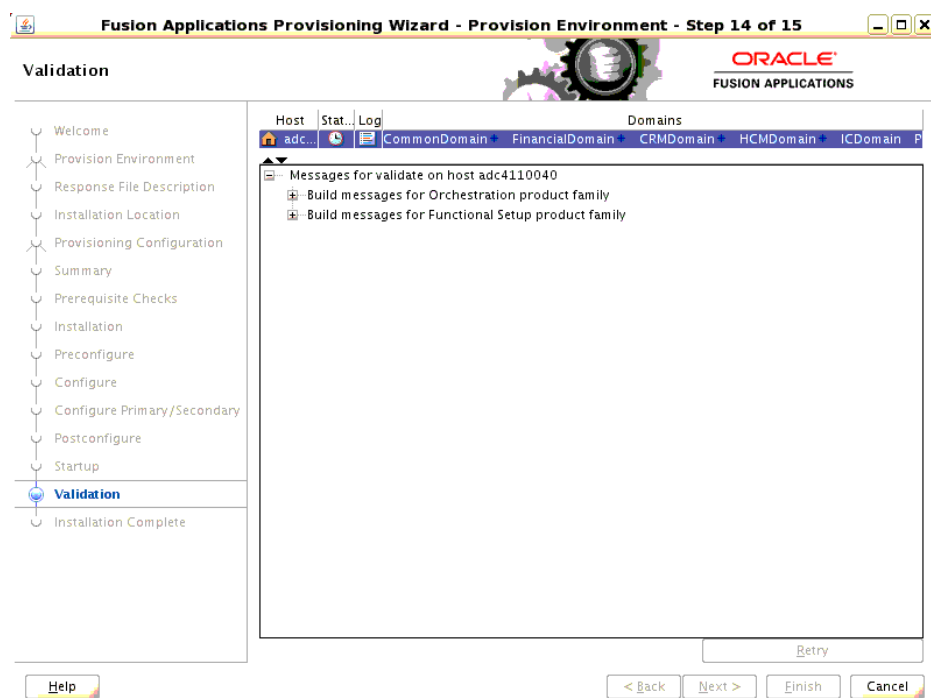 Fusion Applications Provisioning Wizard - Provision Environment - Step 14 of 15
Validation
ORACLE
FUSION APPLICATIONS
Welcome
Provision Environment
Response File Description
Installation Location
Provisioning Configuration
Summary
Prerequisite Checks
Installation
Preconfigure
Configure
Configure Primary/Secondary
Postconfigure
Startup
Validation
Installation Complete
Host Stat... Log Domains
adc... CommonDomain+ FinancialDomain+ CRMDomain+ HCMDomain+ ICDomain P
Messages for validate on host adc4110040
Build messages for Orchestration product family
Build messages for Functional Setup product family
Retry
Help < Back Next > Finish Cancel